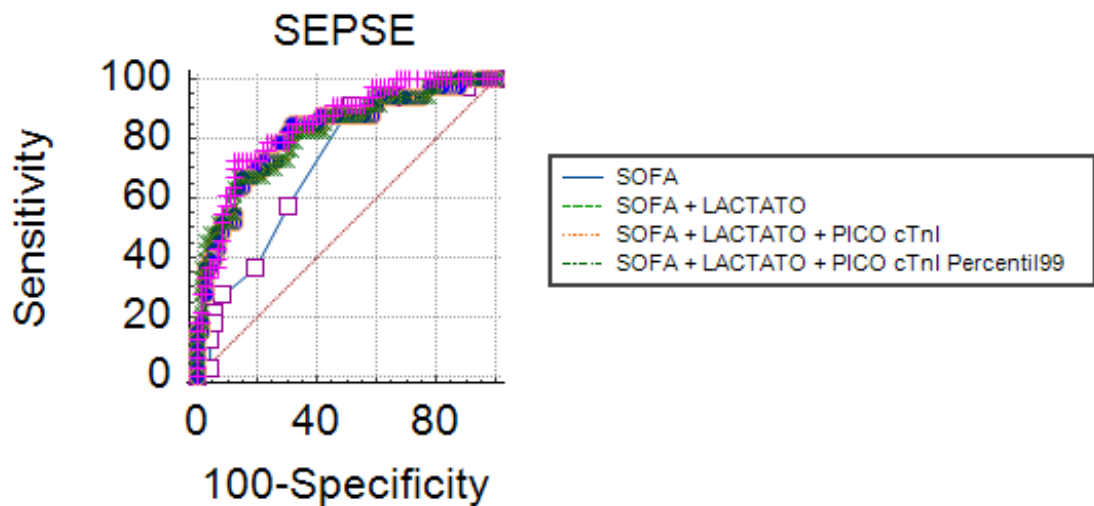 SEPSE
100
80
60
40
20
0
Sensitivity
0 40 80
100-Specificity
SOFA
SOFA + LACTATO
SOFA + LACTATO + PICO cTnI
SOFA + LACTATO + PICO cTnI Percentil99